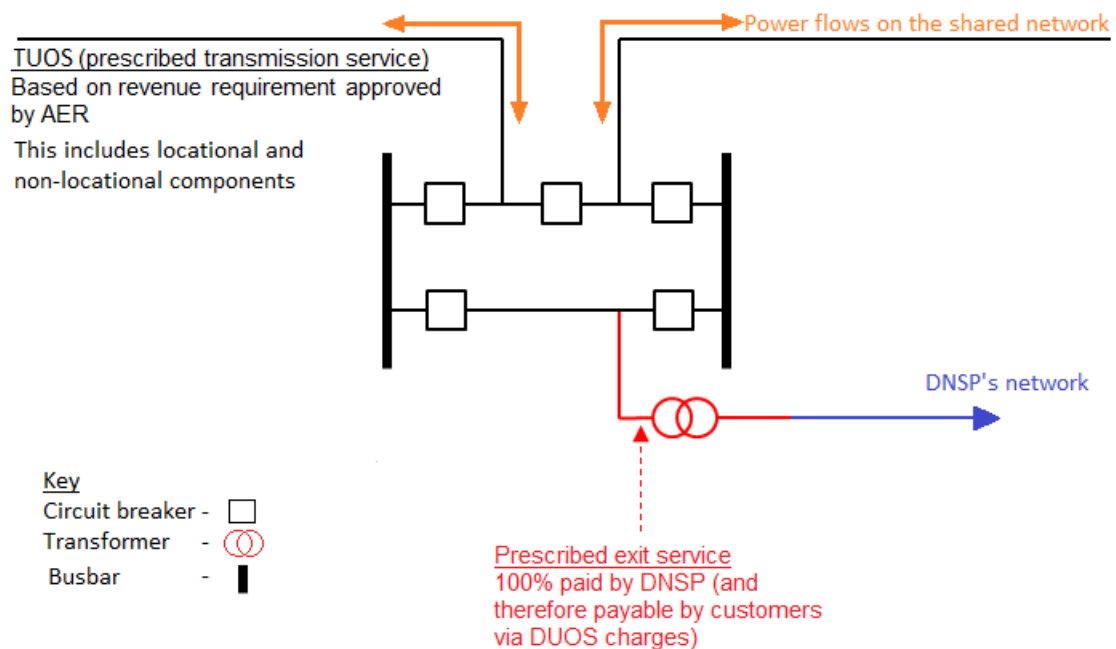 Power flows on the shared network
TUOS (prescribed transmission service)
Based on revenue requirement approved
by AER
This includes locational and
non-locational components
DNSP's network
Key
Circuit breaker -
Transformer -
Busbar -
Prescribed exit service
100% paid by DNSP (and
therefore payable by customers
via DUOS charges)